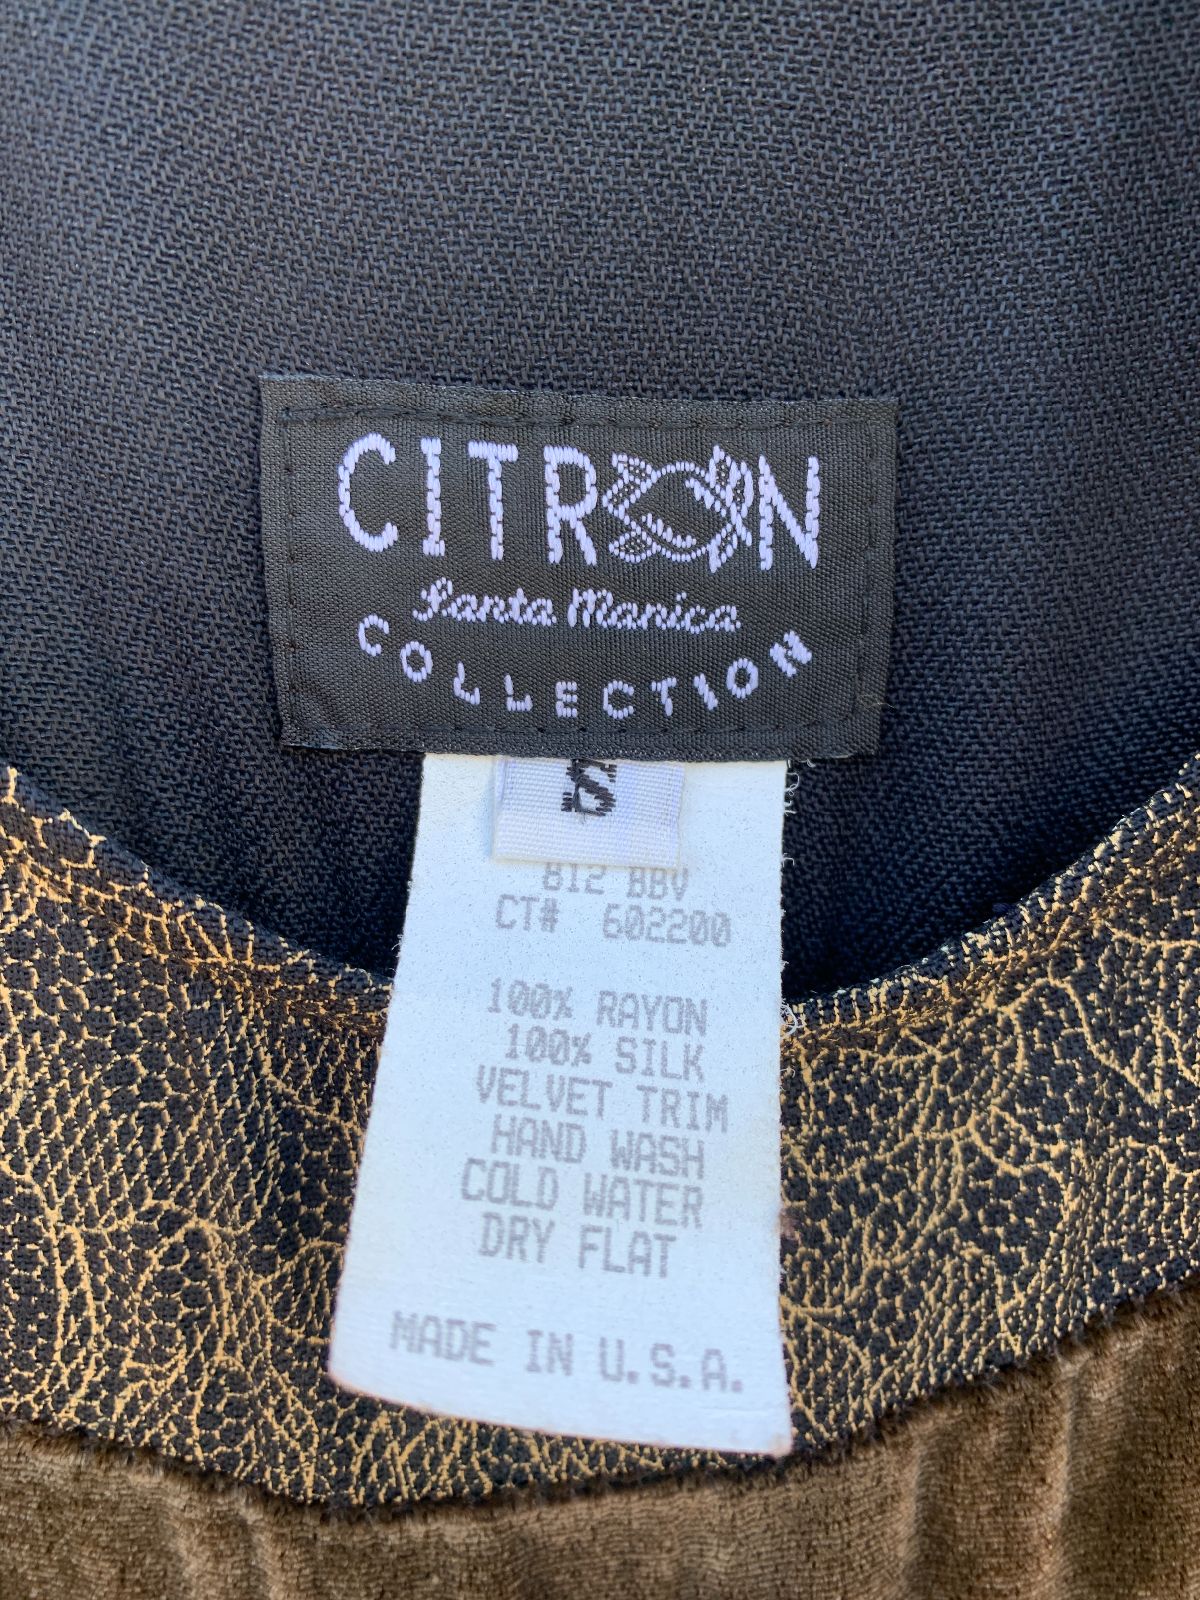 CITRON
Santa Monica
COLLECTION
S
812 BBV
CT# 602200
100% RAYON
100% SILK
VELVET TRIM
HAND WASH
COLD WATER
DRY FLAT
MADE IN U.S.A.